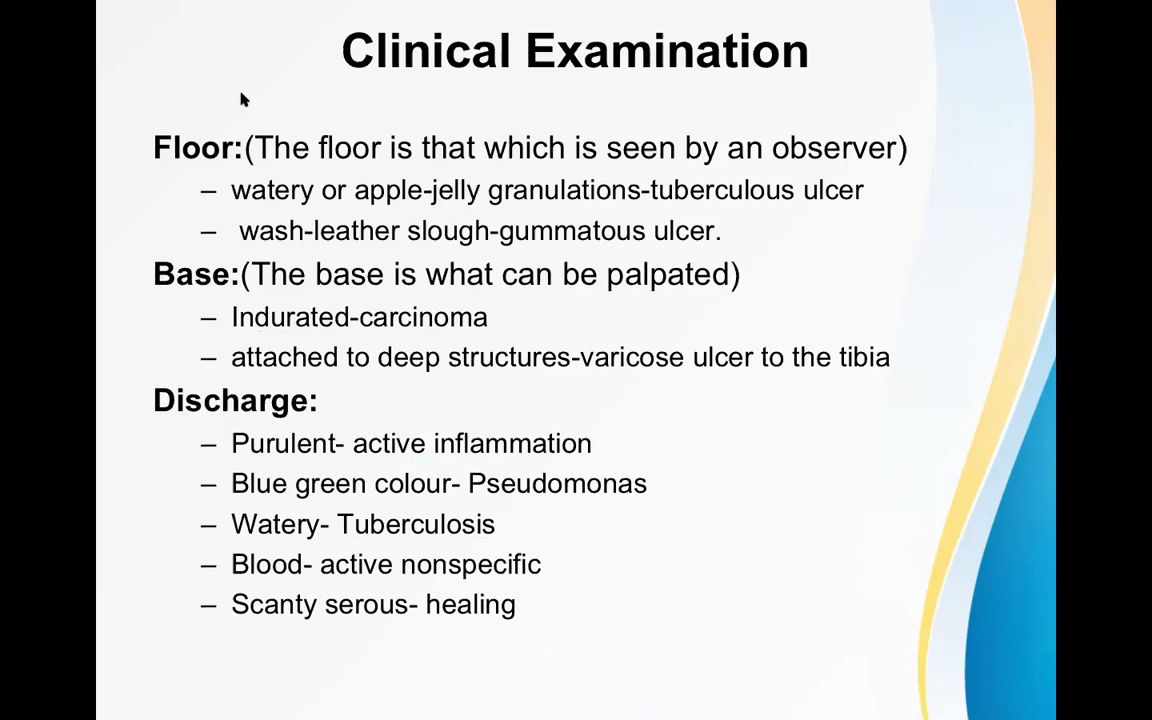 Clinical Examination
Floor:(The floor is that which is seen by an observer)
– watery or apple-jelly granulations-tuberculous ulcer
– wash-leather slough-gummatous ulcer.
Base:(The base is what can be palpated)
– Indurated-carcinoma
– attached to deep structures-varicose ulcer to the tibia
Discharge:
– Purulent- active inflammation
– Blue green colour- Pseudomonas
– Watery- Tuberculosis
– Blood- active nonspecific
– Scanty serous- healing